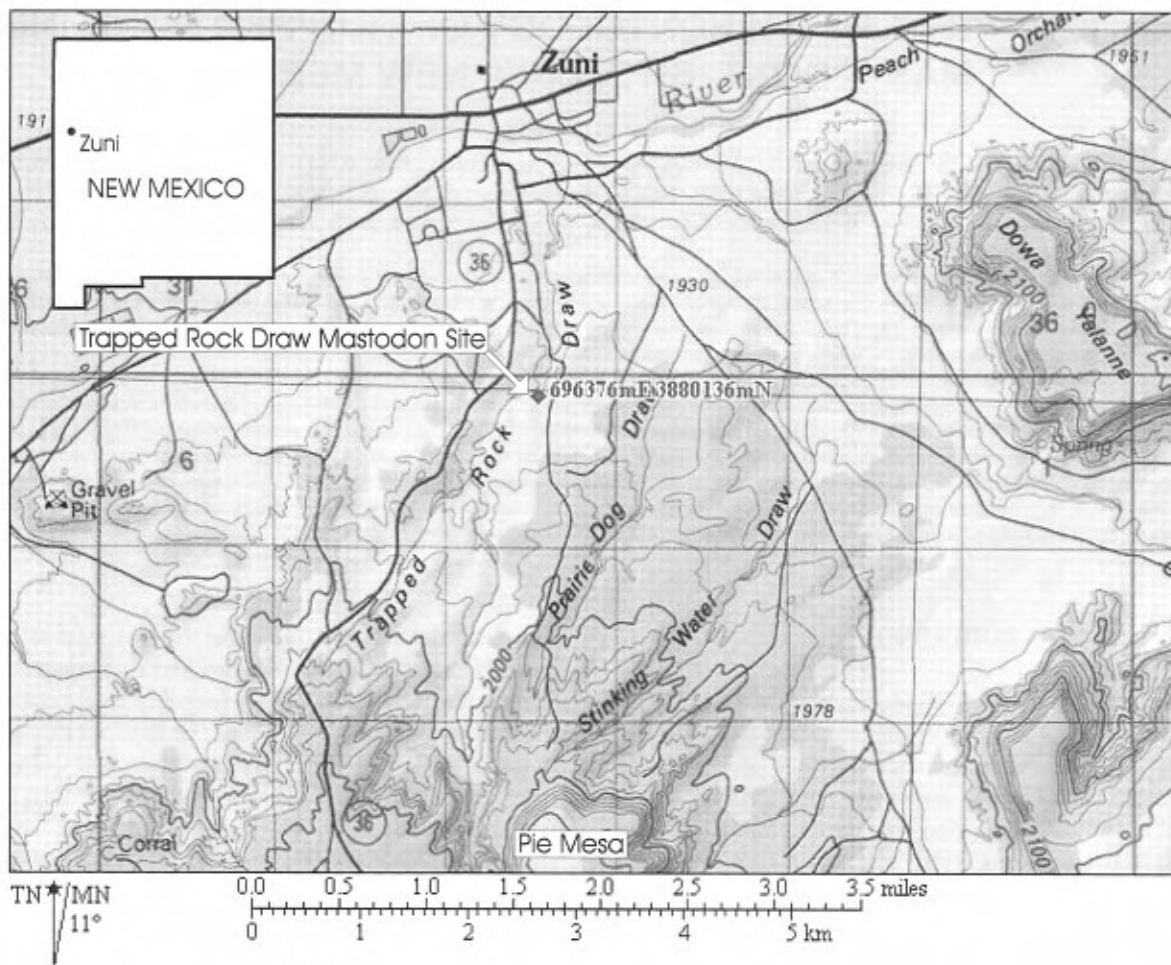 Zuni
River
Peach
Orchard
1951
191
Zuni
NEW MEXICO
36
31
6
1930
Draw
Dowa
2100
36
Yalanne
Trapped Rock Draw Mastodon Site
696376mE 3880136mN
Draw
Rock
Spring
1
6
Gravel
Pit
Dog
Draw
Prairie
Trapped
Water
2000
Stinking
1978
36
Corral
Pie Mesa
2100
TN MN
11°
0.0 0.5 1.0 1.5 2.0 2.5 3.0 3.5 miles
0 1 2 3 4 5 km